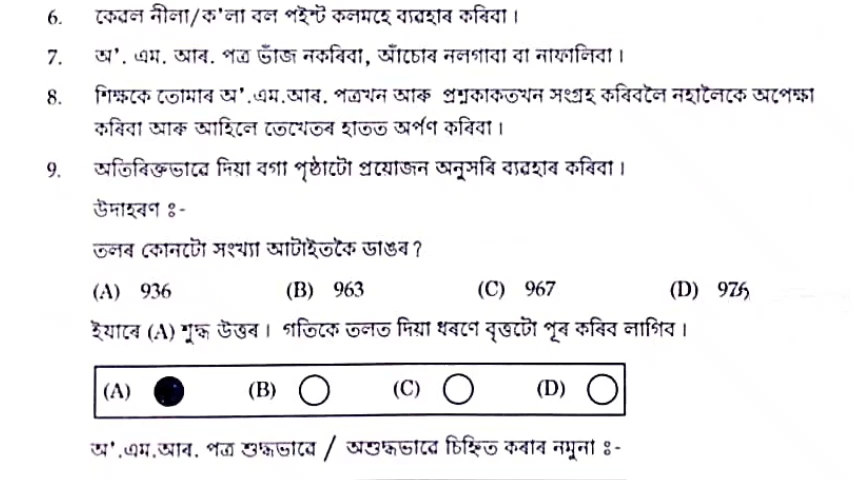 6. কেৱল নীলা/ক'লা বল পইন্ট কলমহে ব্যৱহাৰ কৰিবা।
7. অ'. এম. আৰ. পত্ৰ ভাঁজ নকৰিবা, আঁচোৰ নলগাবা বা নাফালিবা।
8. শিক্ষকে তোমাৰ অ'.এম.আৰ. পত্ৰখন আৰু প্ৰশ্নকাকতখন সংগ্ৰহ কৰিবলৈ নহালৈকে অপেক্ষা
কৰিবা আৰু আহিলে তেখেতৰ হাতত অৰ্পণ কৰিবা।
9. অতিৰিক্তভাৱে দিয়া বগা পৃষ্ঠাটো প্ৰয়োজন অনুসৰি ব্যৱহাৰ কৰিবা।
উদাহৰণ ঃ-
তলৰ কোনটো সংখ্যা আটাইতকৈ ডাঙৰ?
(A) 936 (B) 963 (C) 967 (D) 976
ইয়াৰে (A) শুদ্ধ উত্তৰ। গতিকে তলত দিয়া ধৰণে বৃত্তটো পূৰ কৰিব লাগিব।
(A) (B) (C) (D)
অ'.এম.আৰ. পত্ৰ শুদ্ধভাৱে / অশুদ্ধভাৱে চিহ্নিত কৰাৰ নমুনা ঃ-